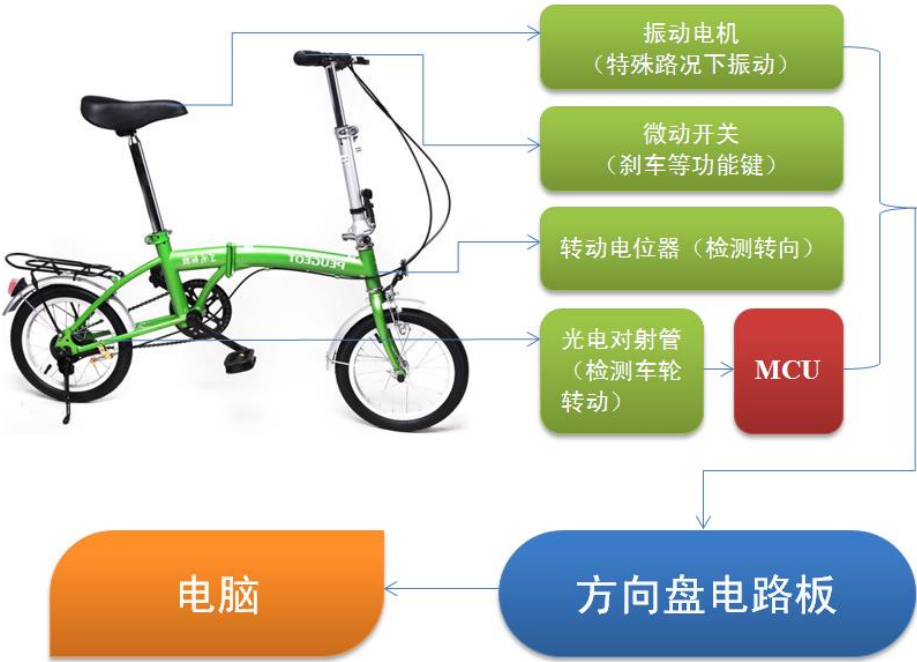 振动电机
（特殊路况下振动）
微动开关
（刹车等功能键）
转动电位器（检测转向）
PEUGEOT
光电对射管
（检测车轮
转动）
MCU
电脑
方向盘电路板